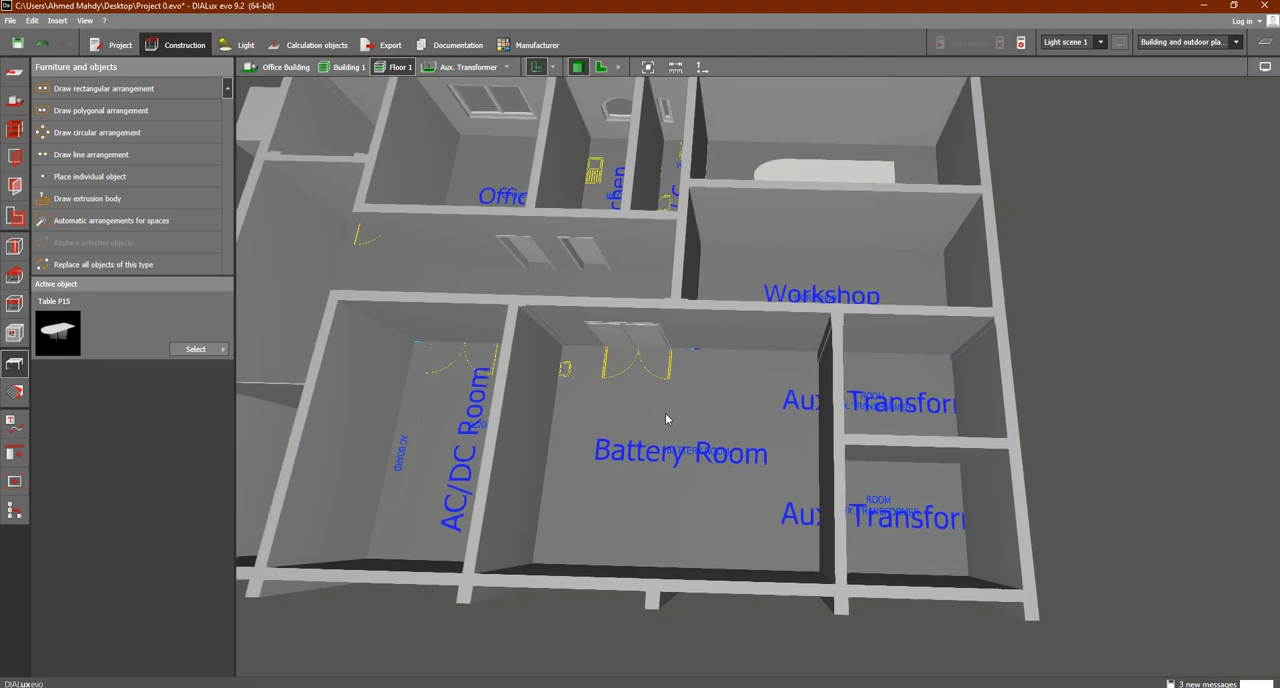 C:\Users\Ahmed Mahdy\Desktop\Project 0.evo* - DIALux evo 9.2 (64-bit)
File Edit Insert View ?
Log in
Project Construction Light Calculation objects Export Documentation Manufacturer
Light scene 1
Building and outdoor pla...
Furniture and objects
Office Building Building 1 Floor 1 Aux. Transformer
Draw rectangular arrangement
Draw polygonal arrangement
Draw circular arrangement
Draw line arrangement
Place individual object
Draw extrusion body
Automatic arrangements for spaces
Replace selected objects
Replace all objects of this type
Active object
Table P15
Select
Offic
hen
Workshop
AC/DC Room
AC BOARD
Battery Room
Aux Transfor
ROOM
Aux Transfor
ROOM
DIALux evo
3 new messages